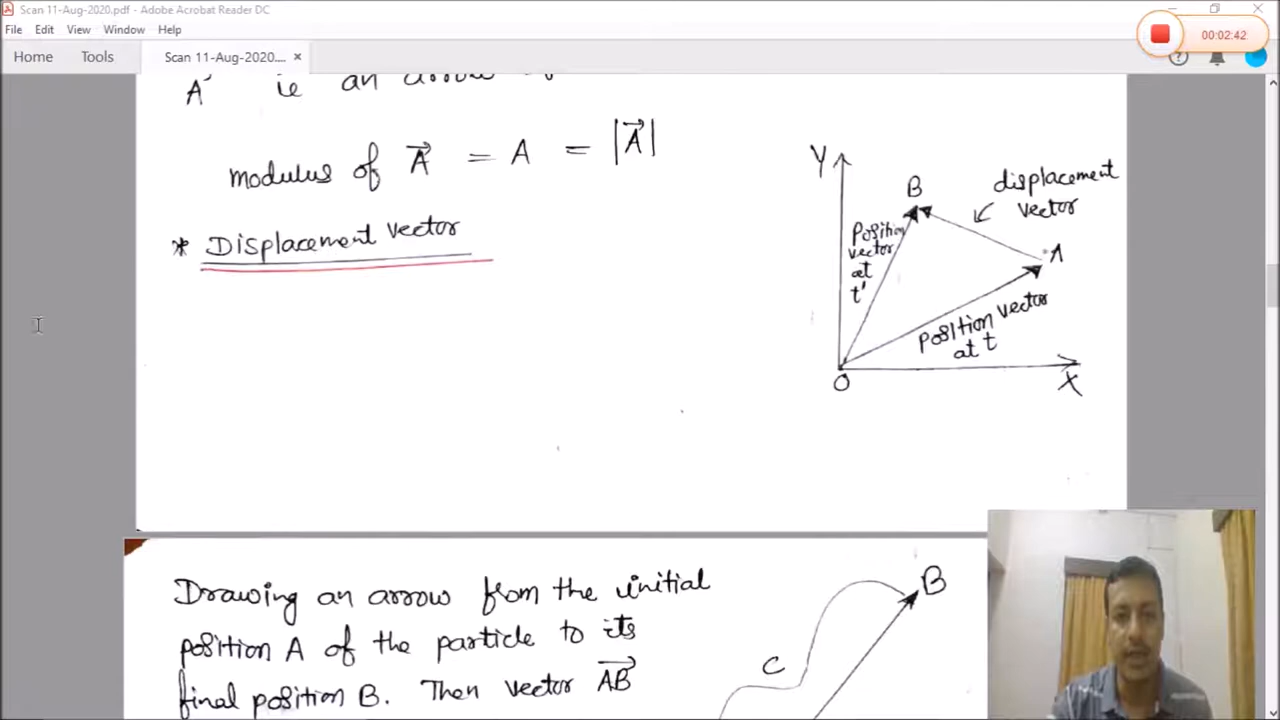 Scan 11-Aug-2020.pdf - Adobe Acrobat Reader DC
File Edit View Window Help
00:02:42
Home Tools Scan 11-Aug-2020.... ×
A ie an arrow
modulus of A⃗ = A = |A⃗|
* Displacement vector
Y
B
displacement
vector
Position
vector
at
t'
A
Position vector
at t
O
X
Drawing an arrow from the initial
position A of the particle to its
final position B. Then vector A⃗B⃗
B
C